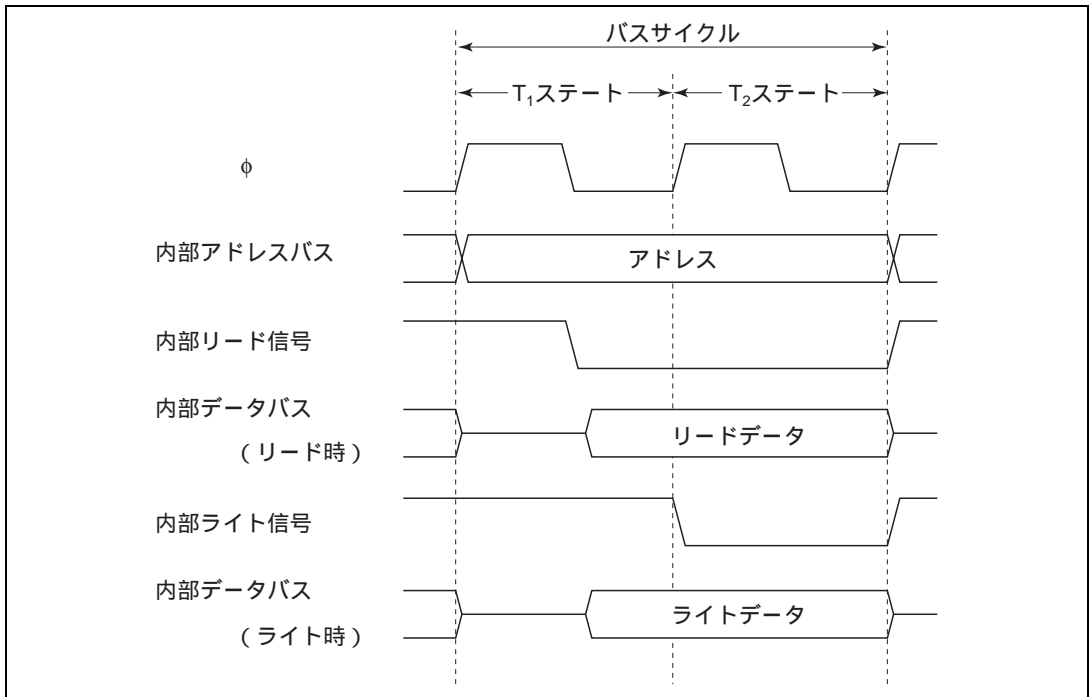 バスサイクル
T₁ステート T₂ステート
φ
内部アドレスバス アドレス
内部リード信号
内部データバス
(リード時) リードデータ
内部ライト信号
内部データバス
(ライト時) ライトデータ